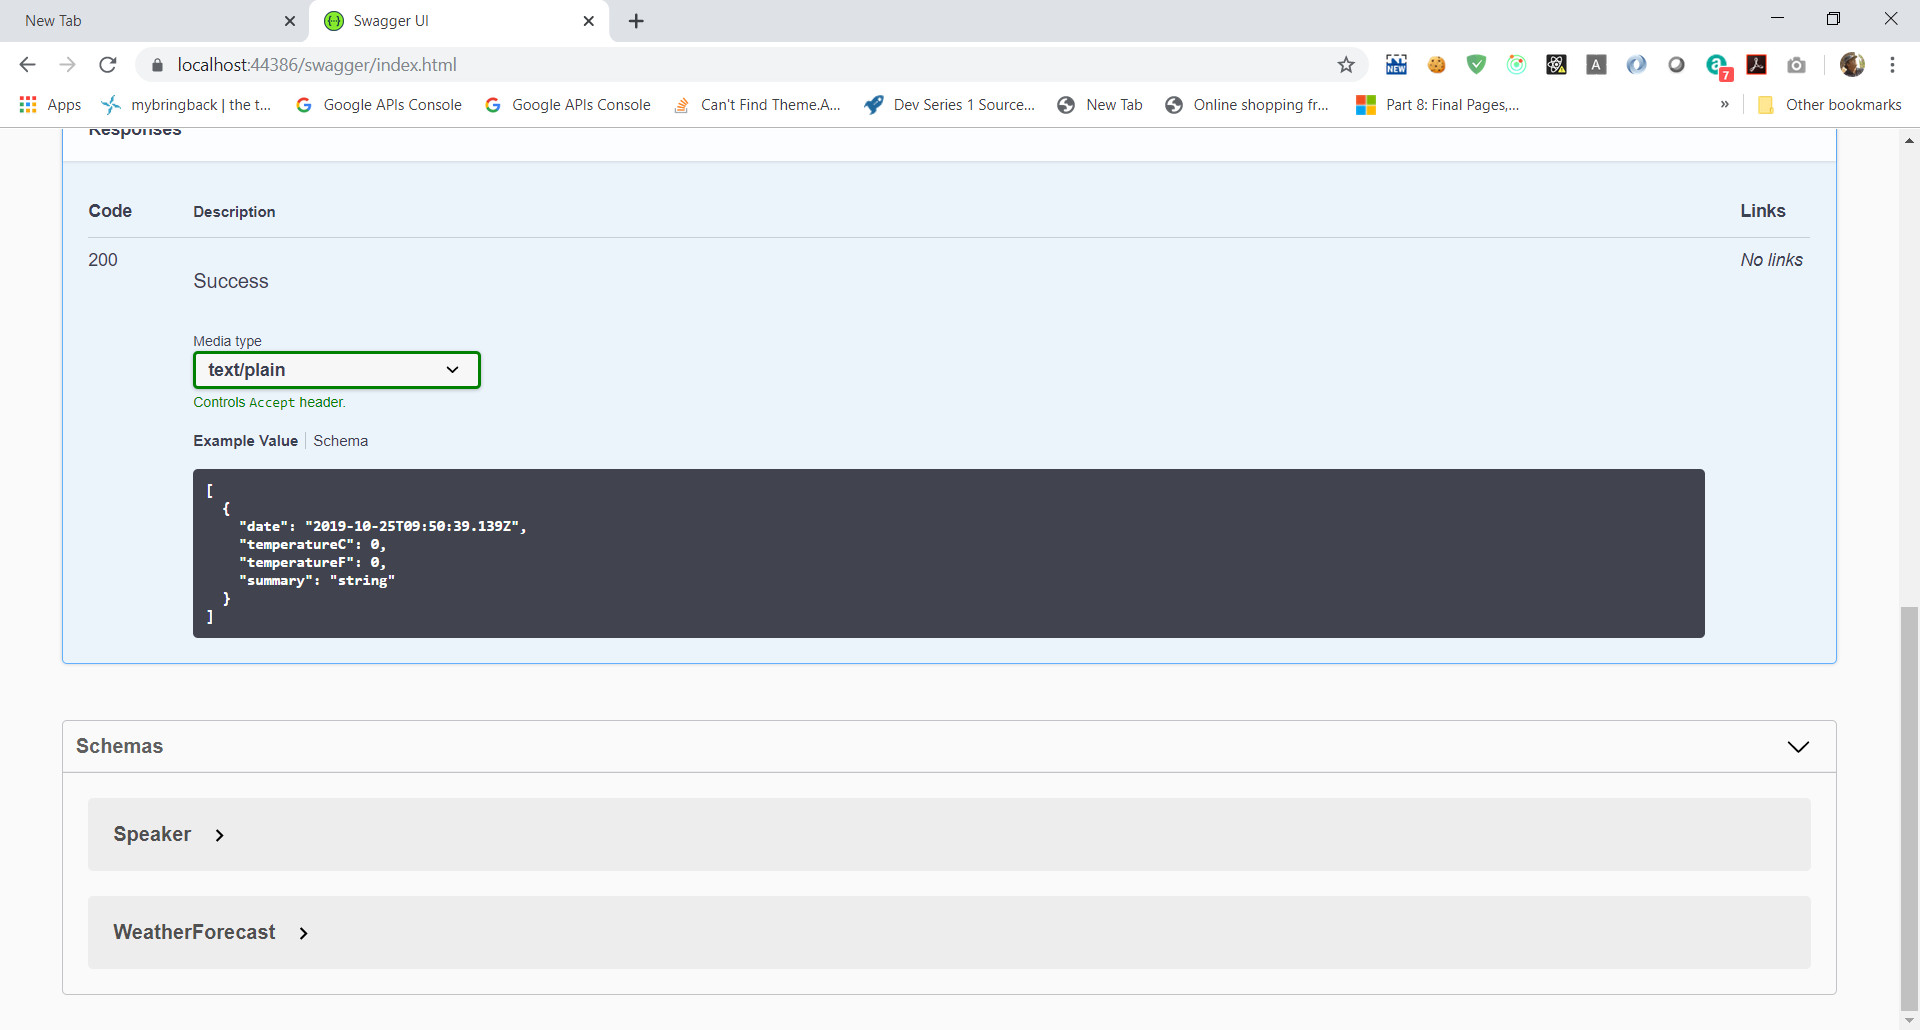 New Tab
Swagger UI
localhost:44386/swagger/index.html
NEW
A
a
7
Apps
mybringback | the t...
Google APIs Console
Google APIs Console
Can't Find Theme.A...
Dev Series 1 Source...
New Tab
Online shopping fr...
Part 8: Final Pages,...
»
Other bookmarks
Responses
Code Description Links
200 No links
Success
Media type
text/plain
Controls Accept header.
Example Value Schema
[
{
"date": "2019-10-25T09:50:39.139Z",
"temperatureC": 0,
"temperatureF": 0,
"summary": "string"
}
]
Schemas
Speaker
WeatherForecast